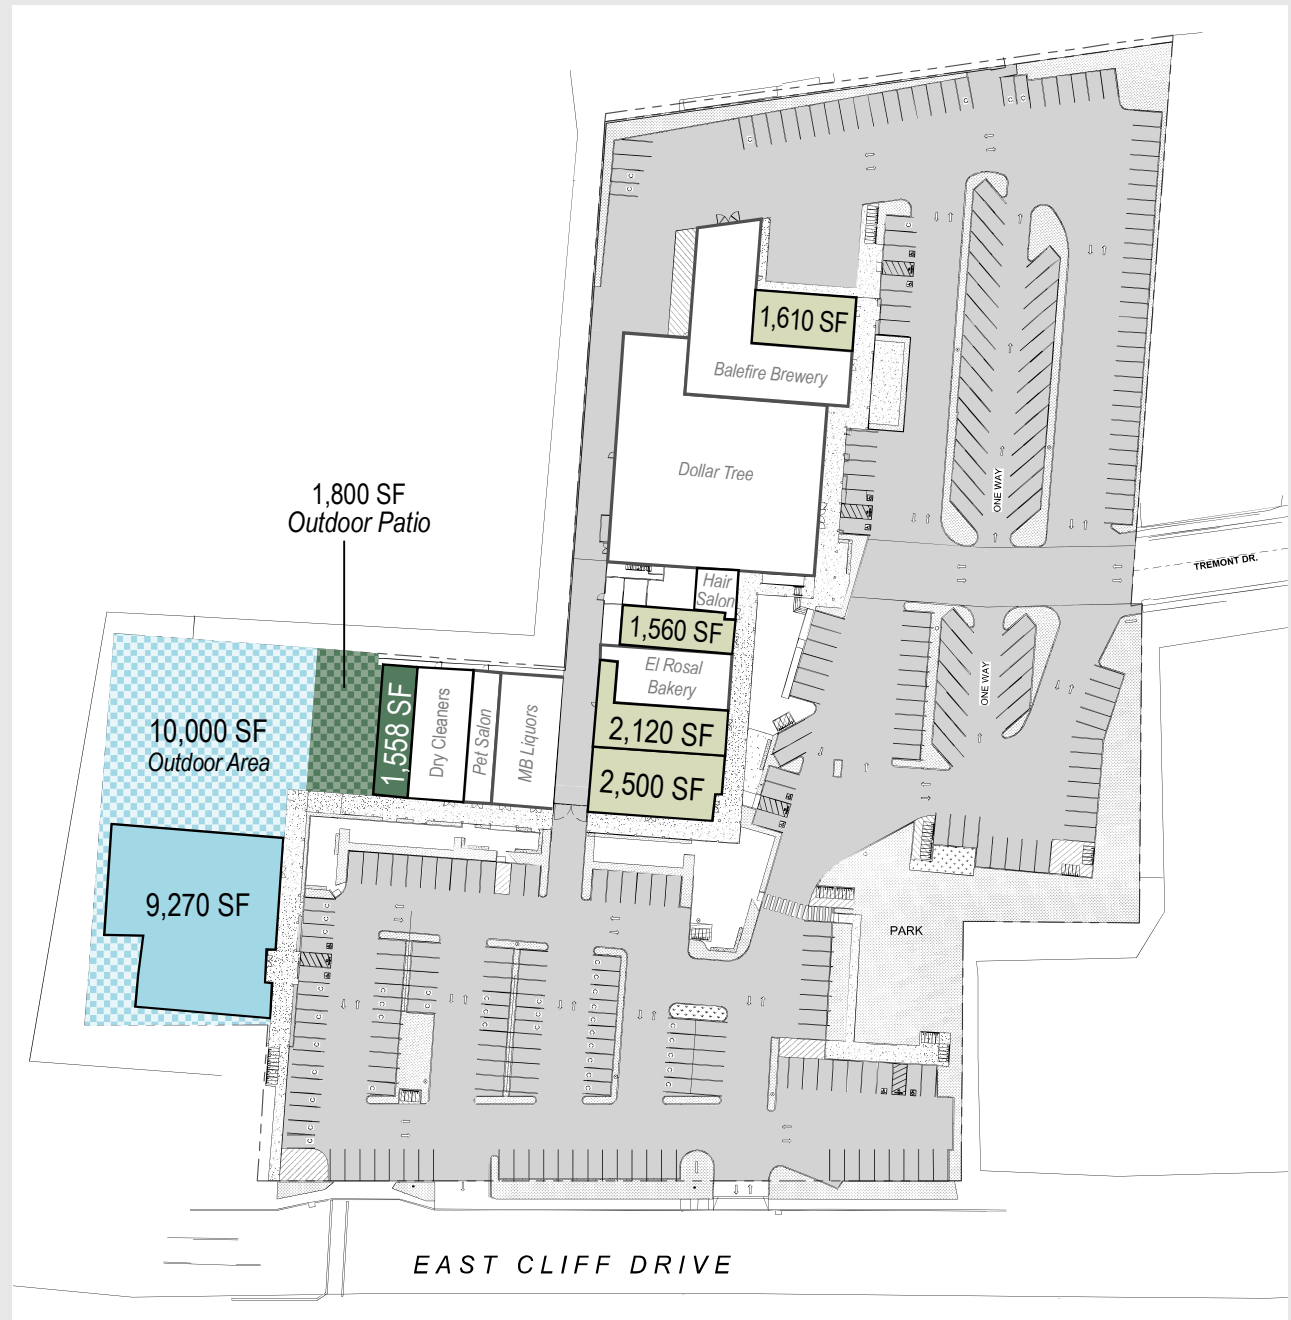 1,610 SF
Balefire Brewery
Dollar Tree
ONE WAY
1,800 SF
Outdoor Patio
TREMONT DR.
Hair
Salon
1,560 SF
El Rosal
Bakery
ONE WAY
10,000 SF
Outdoor Area
1,558 SF
Dry Cleaners
Pet Salon
MB Liquors
2,120 SF
2,500 SF
9,270 SF
PARK
EAST CLIFF DRIVE